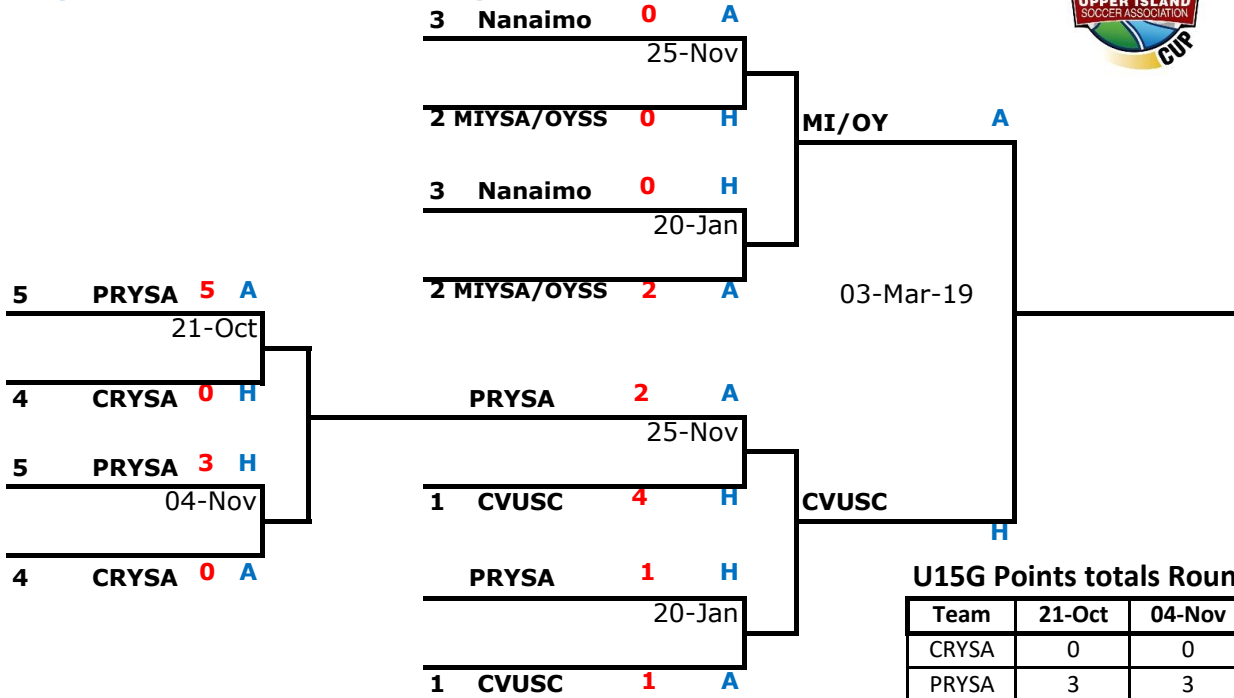 UPPER ISLAND
SOCCER ASSOCIATION
CUP
3 Nanaimo 0 A
25-Nov
2 MIYSA/OYSS 0 H
MI/OY A
3 Nanaimo 0 H
20-Jan
2 MIYSA/OYSS 2 A
03-Mar-19
5 PRYSA 5 A
21-Oct
4 CRYSA 0 H
5 PRYSA 3 H
04-Nov
4 CRYSA 0 A
PRYSA 2 A
25-Nov
1 CVUSC 4 H
CVUSC
H
PRYSA 1 H
20-Jan
1 CVUSC 1 A
U15G Points totals Roun
Team 21-Oct 04-Nov
CRYSA 0 0
PRYSA 3 3